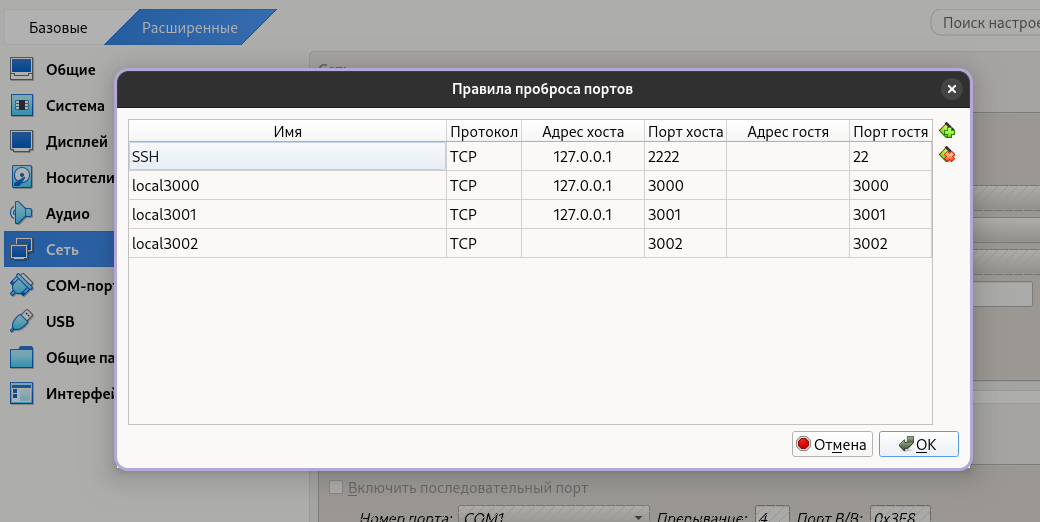 Базовые
Расширенные
Поиск настрое
Общие
Система
Дисплей
Носители
Аудио
Сеть
COM-пор
USB
Общие па
Интерфей
Сеть
Правила проброса портов
Имя Протокол Адрес хоста Порт хоста Адрес гостя Порт гостя
SSH TCP 127.0.0.1 2222 22
local3000 TCP 127.0.0.1 3000 3000
local3001 TCP 127.0.0.1 3001 3001
local3002 TCP 3002 3002
Отмена
OK
Включить последовательный порт
Номер порта: COM1 Прерывание: 4 Порт В/В: 0x3F8